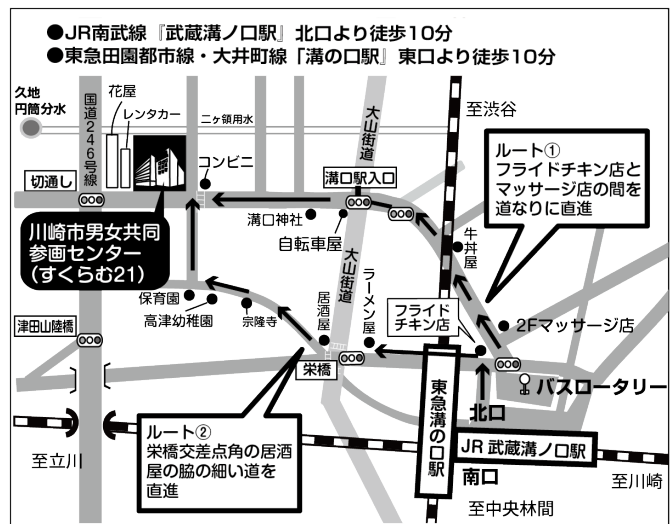 ●JR南武線『武蔵溝ノ口駅』北口より徒歩10分
●東急田園都市線・大井町線「溝の口駅」東口より徒歩10分
久地
円筒分水
国道246号線
花屋
レンタカー
二ヶ領用水
大山街道
至渋谷
コンビニ
切通し
溝口駅入口
ルート①
フライドチキン店と
マッサージ店の間を
道なりに直進
溝口神社
自転車屋
牛丼屋
川崎市男女共同
参画センター
(すくらむ21)
大山街道
保育園
高津幼稚園
宗隆寺
居酒屋
ラーメン屋
フライド
チキン店
2Fマッサージ店
津田山陸橋
栄橋
バスロータリー
北口
東急溝の口駅
ルート②
栄橋交差点角の居酒
屋の脇の細い道を
直進
JR 武蔵溝ノ口駅
南口
至立川
至川崎
至中央林間